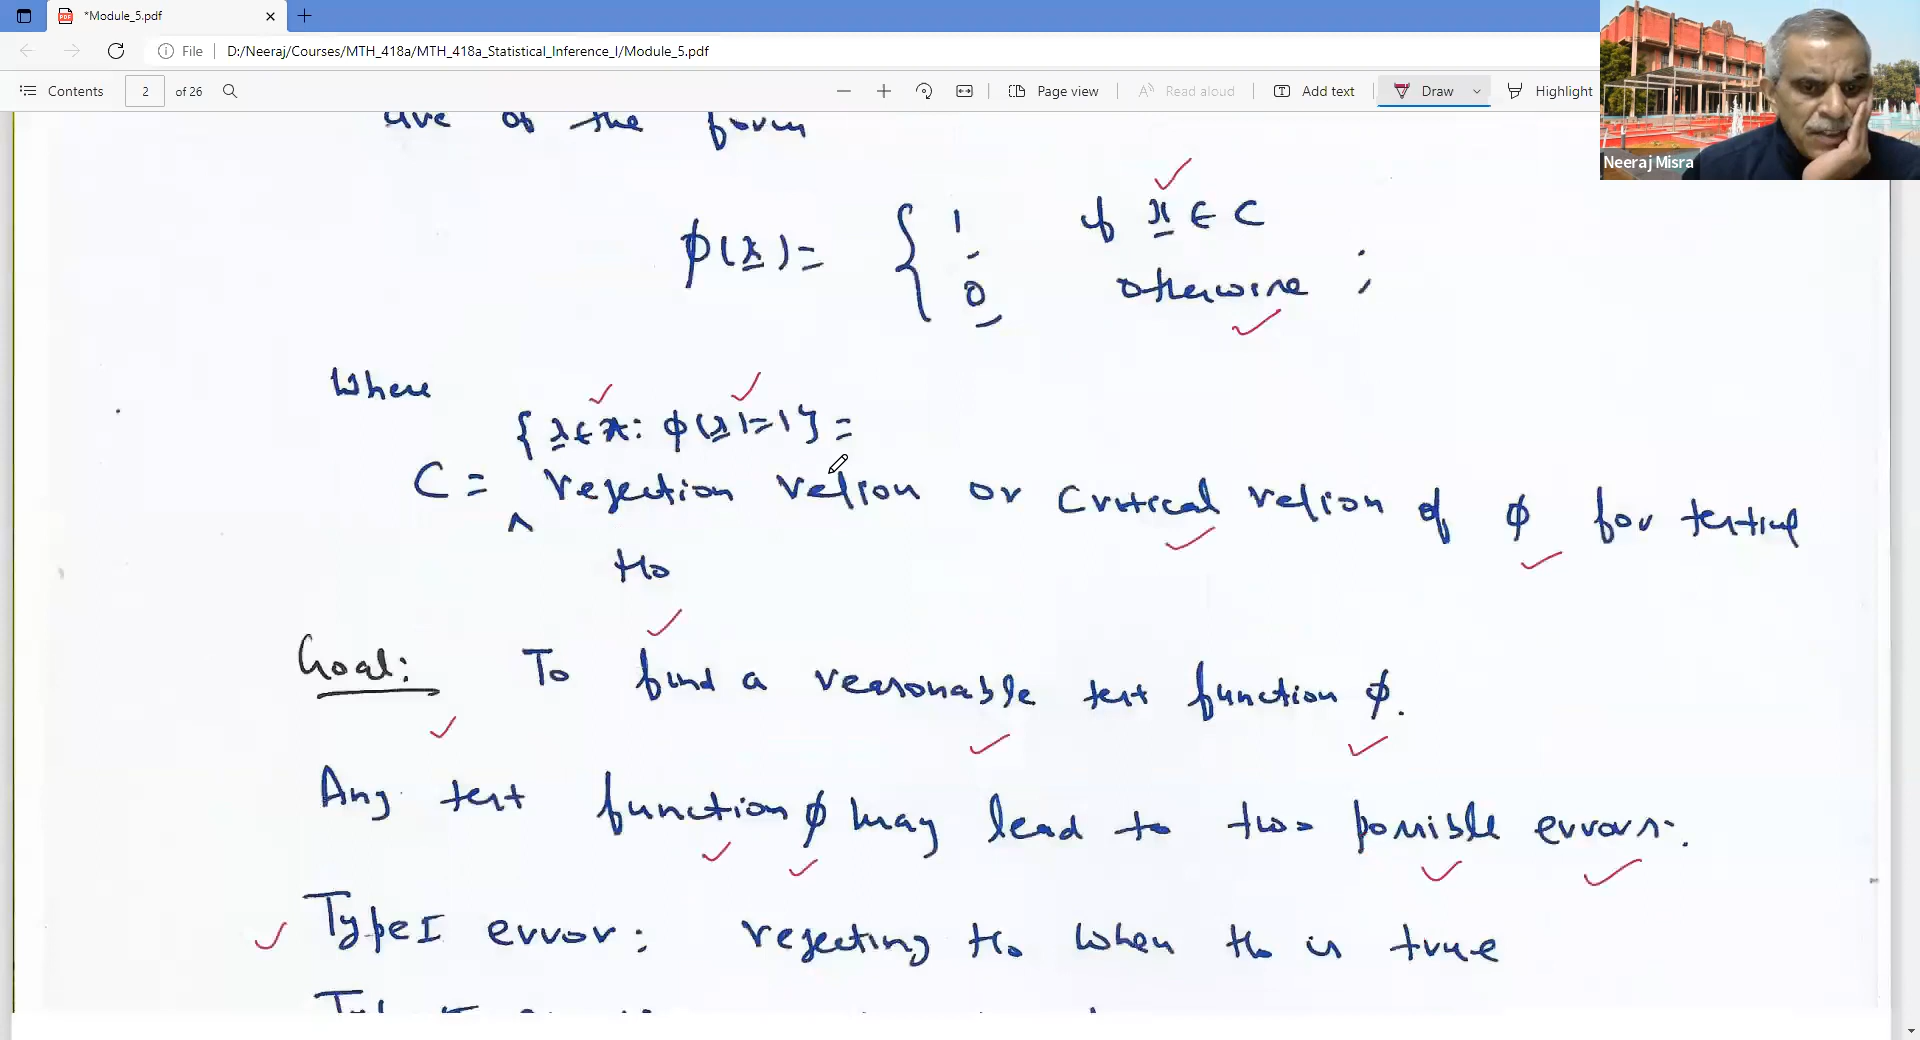 *Module_5.pdf
File D:/Neeraj/Courses/MTH_418a/MTH_418a_Statistical_Inference_I/Module_5.pdf
Contents 2 of 26 Page view Read aloud Add text Draw Highlight
Neeraj Misra
are of the form
ϕ(x) = { 1 if x ∈ C
0 otherwise ;
Where
{x ∈ 𝒳: ϕ(x) = 1} =
C = ^ rejection region or critical region of ϕ for testing
H₀
Goal: To find a reasonable test function ϕ.
Any test function ϕ may lead to two possible errors:
Type I error: rejecting H₀ when H₀ is true